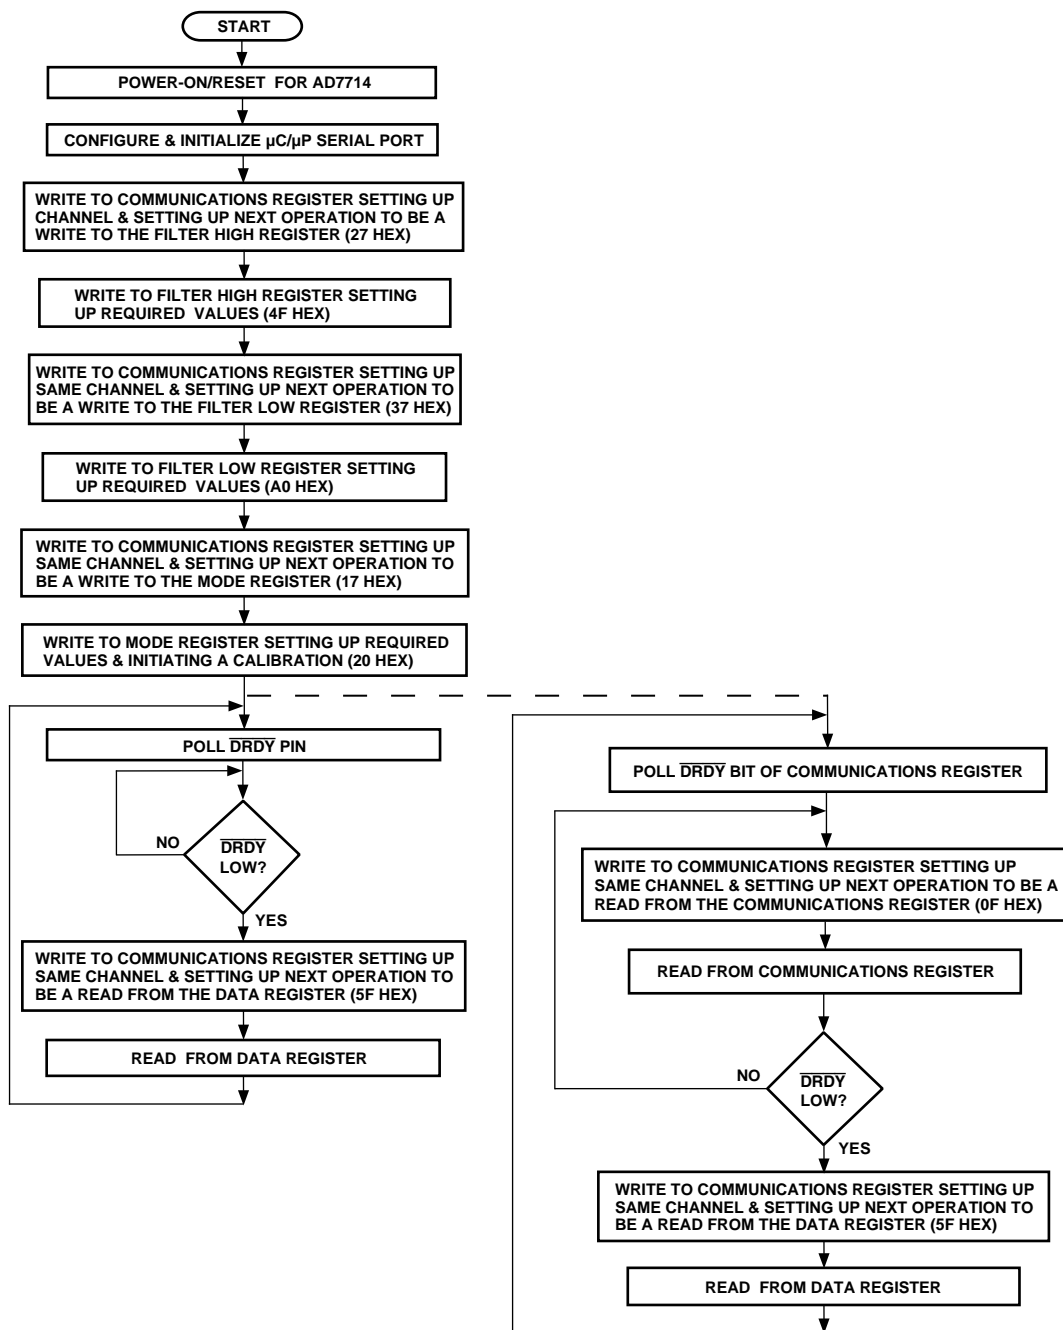 START
POWER-ON/RESET FOR AD7714
CONFIGURE & INITIALIZE µC/µP SERIAL PORT
WRITE TO COMMUNICATIONS REGISTER SETTING UP
CHANNEL & SETTING UP NEXT OPERATION TO BE A
WRITE TO THE FILTER HIGH REGISTER (27 HEX)
WRITE TO FILTER HIGH REGISTER SETTING
UP REQUIRED VALUES (4F HEX)
WRITE TO COMMUNICATIONS REGISTER SETTING UP
SAME CHANNEL & SETTING UP NEXT OPERATION TO
BE A WRITE TO THE FILTER LOW REGISTER (37 HEX)
WRITE TO FILTER LOW REGISTER SETTING
UP REQUIRED VALUES (A0 HEX)
WRITE TO COMMUNICATIONS REGISTER SETTING UP
SAME CHANNEL & SETTING UP NEXT OPERATION TO
BE A WRITE TO THE MODE REGISTER (17 HEX)
WRITE TO MODE REGISTER SETTING UP REQUIRED
VALUES & INITIATING A CALIBRATION (20 HEX)
POLL DRDY PIN
NO
DRDY
LOW?
YES
WRITE TO COMMUNICATIONS REGISTER SETTING UP
SAME CHANNEL & SETTING UP NEXT OPERATION TO
BE A READ FROM THE DATA REGISTER (5F HEX)
READ FROM DATA REGISTER
POLL DRDY BIT OF COMMUNICATIONS REGISTER
WRITE TO COMMUNICATIONS REGISTER SETTING UP
SAME CHANNEL & SETTING UP NEXT OPERATION TO BE A
READ FROM THE COMMUNICATIONS REGISTER (0F HEX)
READ FROM COMMUNICATIONS REGISTER
NO
DRDY
LOW?
YES
WRITE TO COMMUNICATIONS REGISTER SETTING UP
SAME CHANNEL & SETTING UP NEXT OPERATION TO
BE A READ FROM THE DATA REGISTER (5F HEX)
READ FROM DATA REGISTER